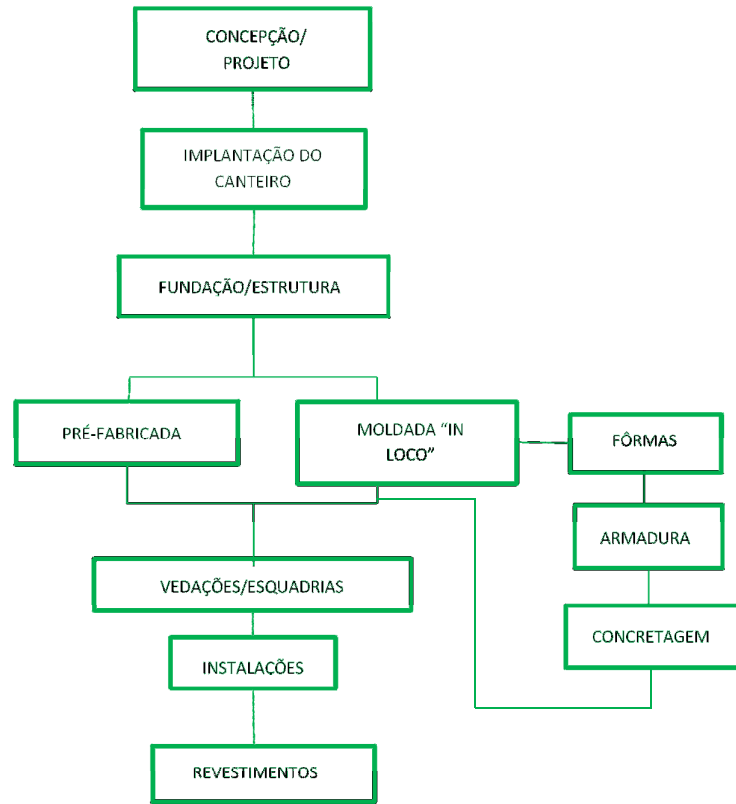 CONCEPÇÃO/
PROJETO
IMPLANTAÇÃO DO
CANTEIRO
FUNDAÇÃO/ESTRUTURA
PRÉ-FABRICADA
MOLDADA “IN
LOCO”
FÔRMAS
ARMADURA
CONCRETAGEM
VEDAÇÕES/ESQUADRIAS
INSTALAÇÕES
REVESTIMENTOS